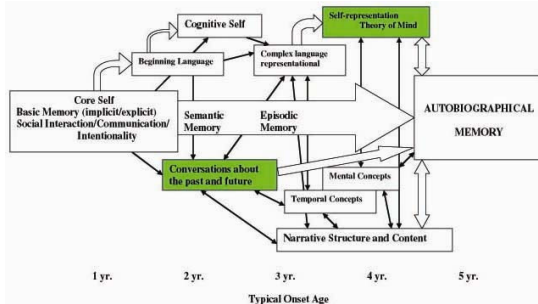 Self-representation
Theory of Mind
Cognitive Self
Beginning Language
Complex language
representational
Core Self
Basic Memory (implicit/explicit)
Social Interaction/Communication/
Intentionality
Semantic
Memory
Episodic
Memory
AUTOBIOGRAPHICAL
MEMORY
Conversations about
the past and future
Mental Concepts
Temporal Concepts
Narrative Structure and Content
1 yr.
2 yr.
3 yr.
4 yr.
5 yr.
Typical Onset Age